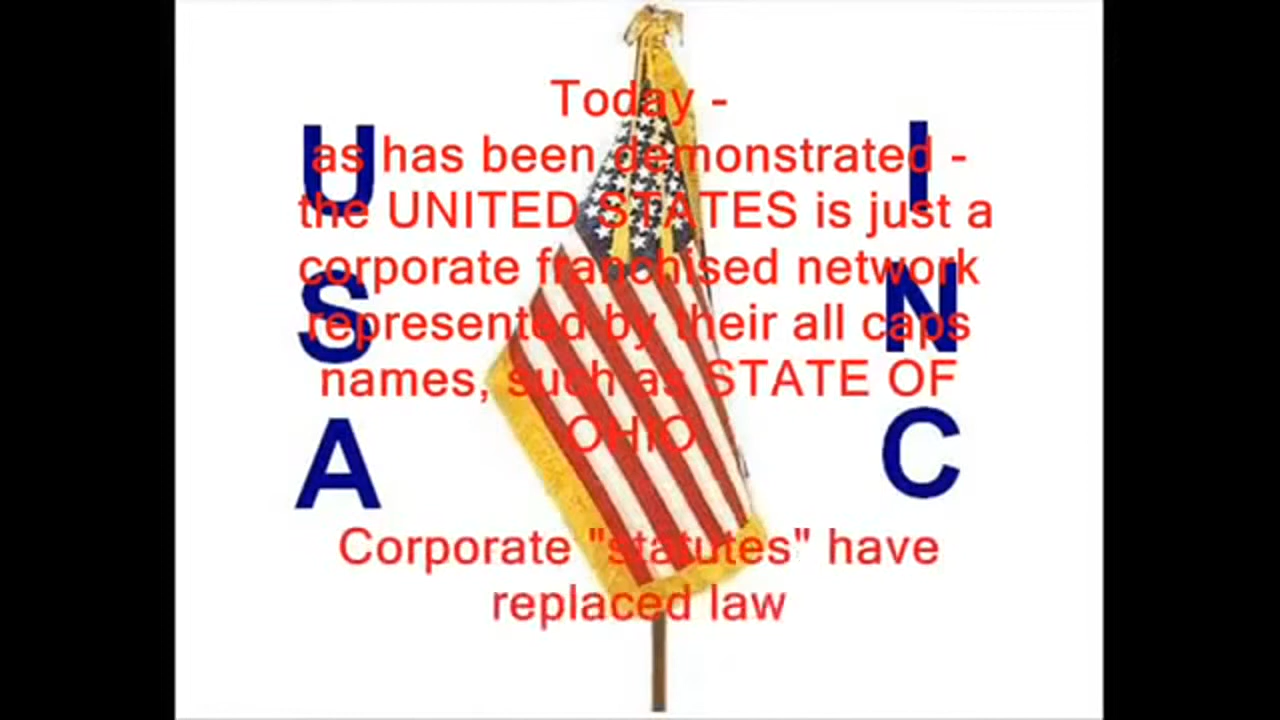 Today -
as has been demonstrated -
the UNITED STATES is just a
corporate franchised network
represented by their all caps
names, such as STATE OF
OHIO
Corporate "statutes" have
replaced law
U
S
A
I
N
C